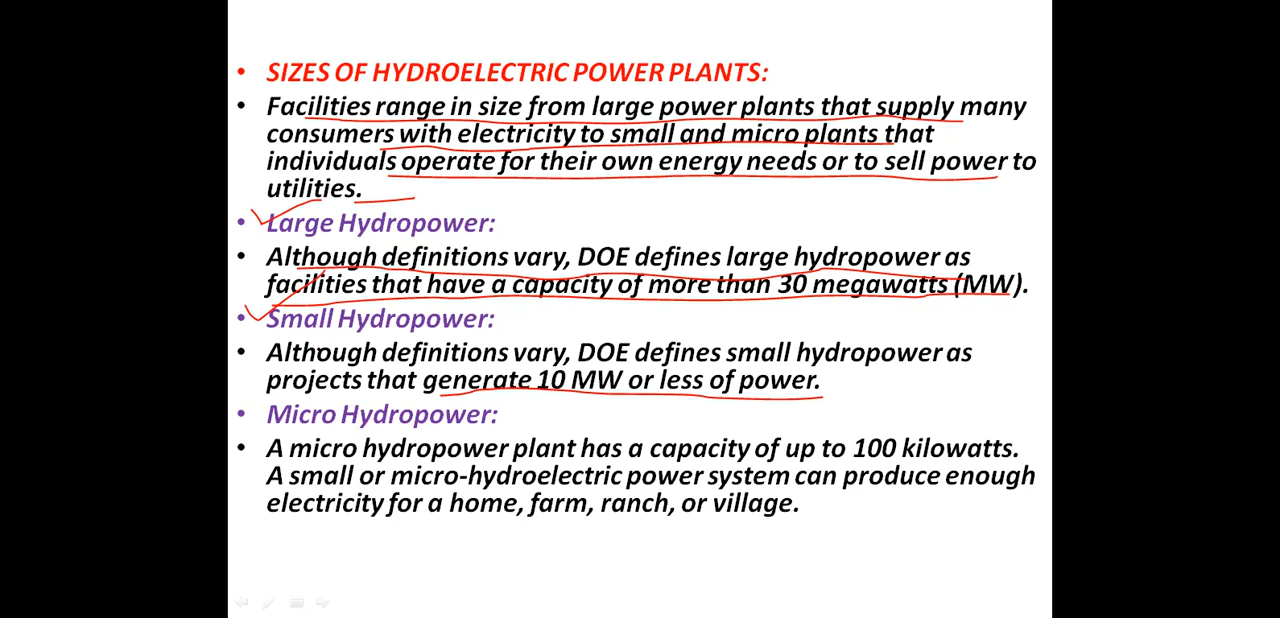 • SIZES OF HYDROELECTRIC POWER PLANTS:
• Facilities range in size from large power plants that supply many
consumers with electricity to small and micro plants that
individuals operate for their own energy needs or to sell power to
utilities.
• Large Hydropower:
• Although definitions vary, DOE defines large hydropower as
facilities that have a capacity of more than 30 megawatts (MW).
• Small Hydropower:
• Although definitions vary, DOE defines small hydropower as
projects that generate 10 MW or less of power.
• Micro Hydropower:
• A micro hydropower plant has a capacity of up to 100 kilowatts.
A small or micro-hydroelectric power system can produce enough
electricity for a home, farm, ranch, or village.